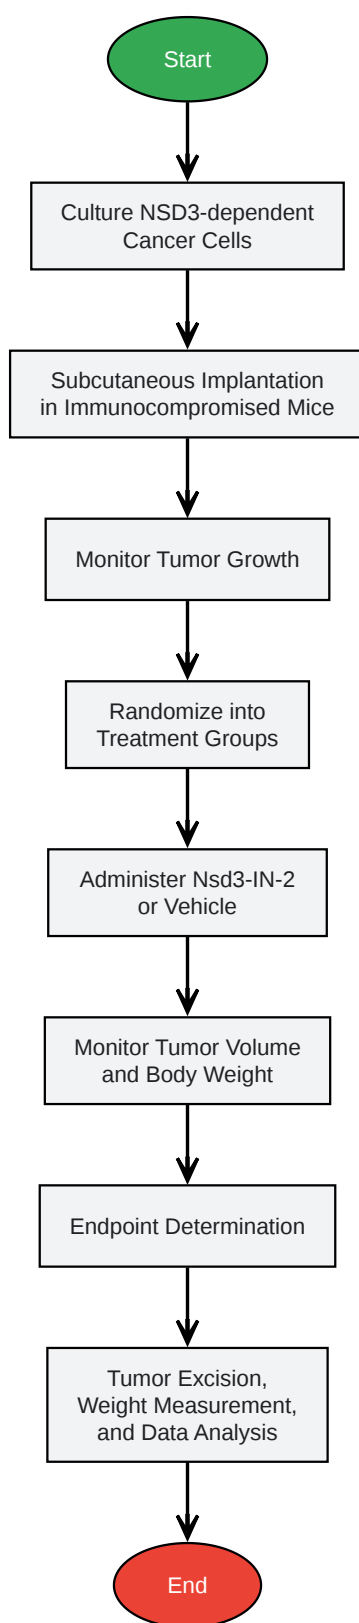 Start
Culture NSD3-dependent
Cancer Cells
Subcutaneous Implantation
in Immunocompromised Mice
Monitor Tumor Growth
Randomize into
Treatment Groups
Administer Nsd3-IN-2
or Vehicle
Monitor Tumor Volume
and Body Weight
Endpoint Determination
Tumor Excision,
Weight Measurement,
and Data Analysis
End